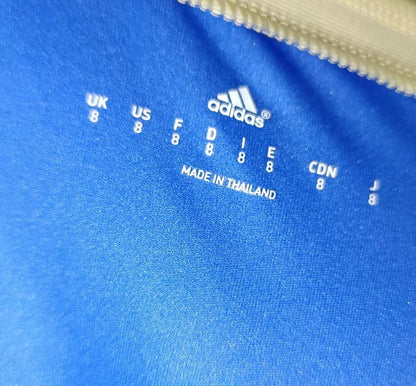 adidas®
UK US F D I E CDN J
8 8 8 8 8 8 8 8
MADE IN THAILAND